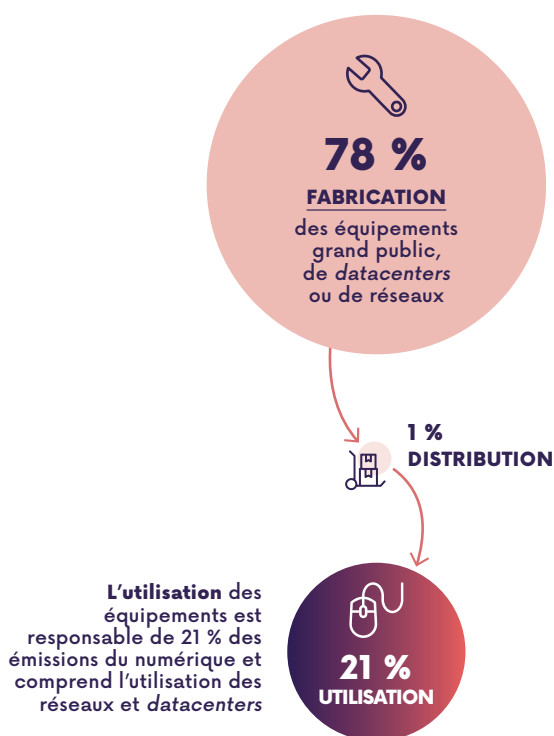 78 %
FABRICATION
des équipements
grand public,
de datacenters
ou de réseaux
1 %
DISTRIBUTION
L'utilisation des
équipements est
responsable de 21 % des
émissions du numérique et
comprend l'utilisation des
réseaux et datacenters
21 %
UTILISATION